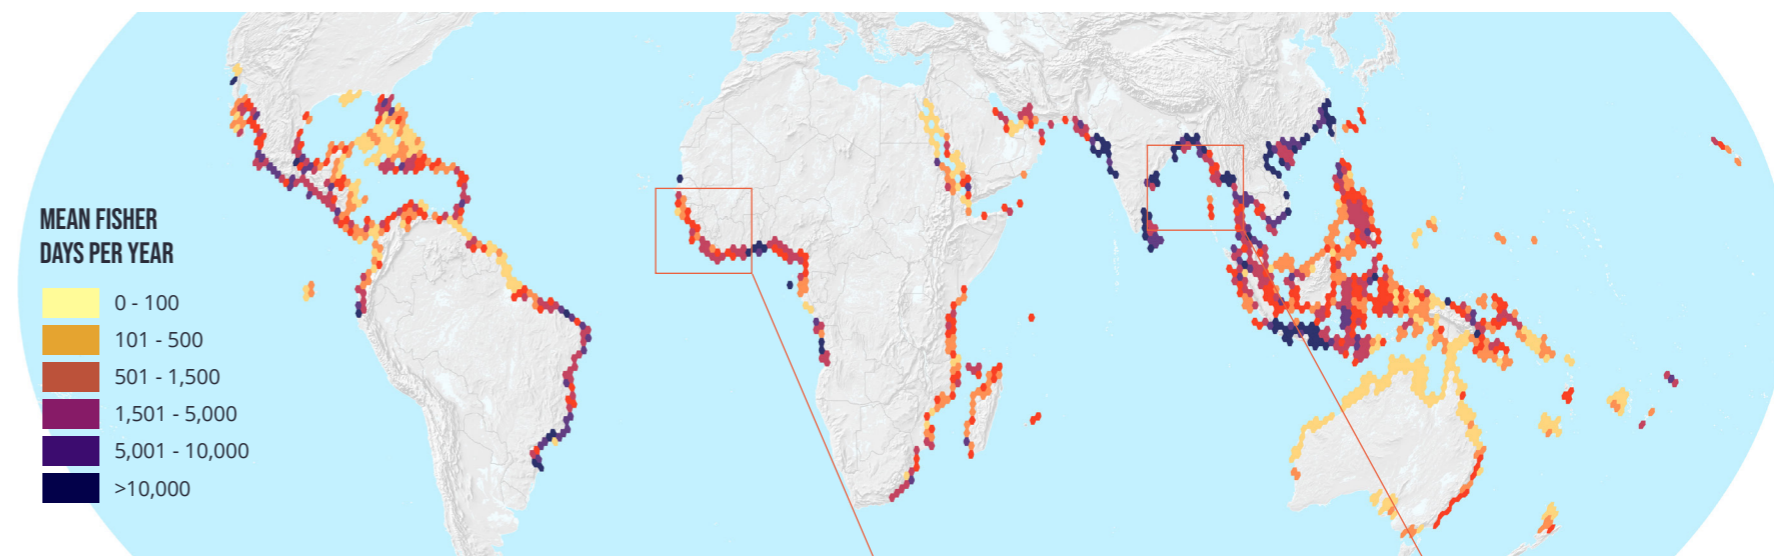 MEAN FISHER
DAYS PER YEAR
0 - 100
101 - 500
501 - 1,500
1,501 - 5,000
5,001 - 10,000
>10,000